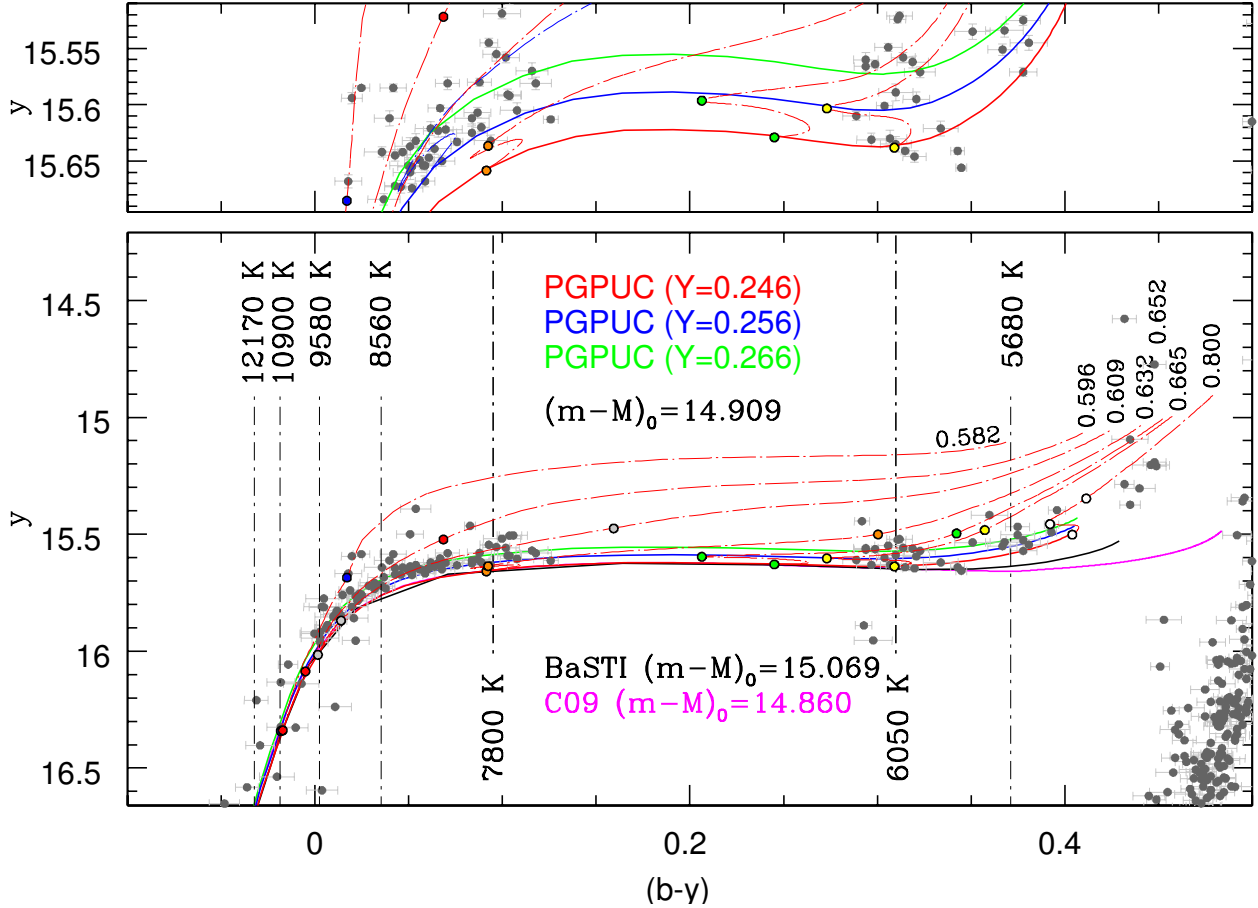 15.55
15.6
15.65
y
14.5
15
15.5
16
16.5
y
12170 K
10900 K
9580 K
8560 K
7800 K
6050 K
5680 K
PGPUC (Y=0.246)
PGPUC (Y=0.256)
PGPUC (Y=0.266)
(m-M)₀=14.909
0.582
0.596
0.609
0.632
0.652
0.665
0.800
BaSTI (m-M)₀=15.069
C09 (m-M)₀=14.860
0
0.2
0.4
(b-y)